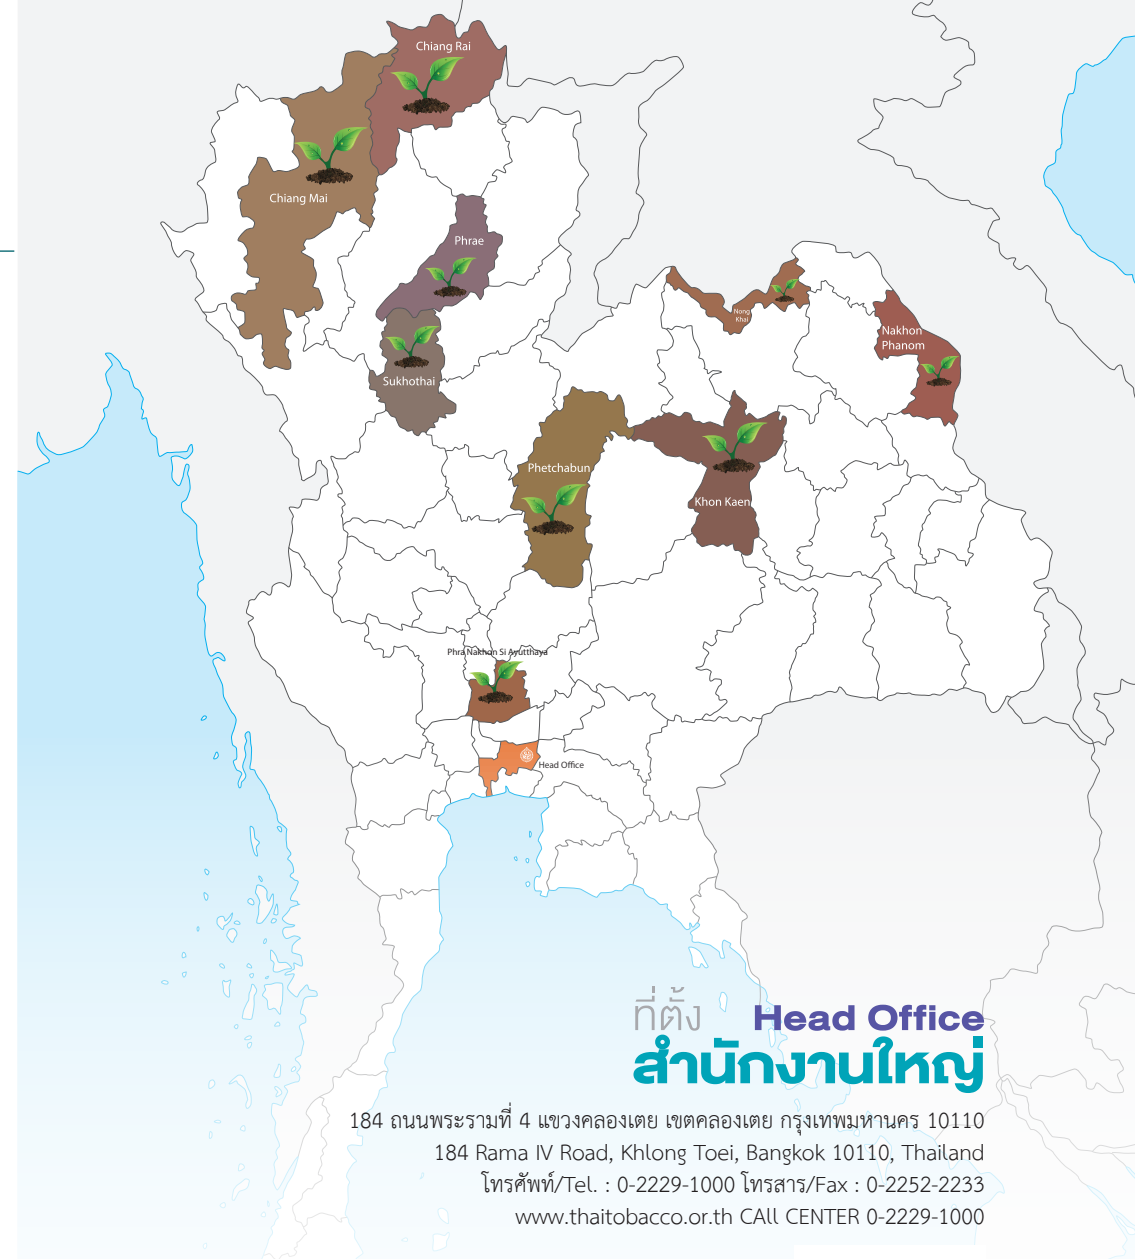 Chiang Rai
Chiang Mai
Phrae
Nong
Khai
Nakhon
Phanom
Sukhothai
Phetchabun
Khon Kaen
Phra Nakhon Si Ayutthaya
Head Office
ที่ตั้ง Head Office
สำนักงานใหญ่
184 ถนนพระรามที่ 4 แขวงคลองเตย เขตคลองเตย กรุงเทพมหานคร 10110
184 Rama IV Road, Khlong Toei, Bangkok 10110, Thailand
โทรศัพท์/Tel. : 0-2229-1000 โทรสาร/Fax : 0-2252-2233
www.thaitobacco.or.th CAll CENTER 0-2229-1000